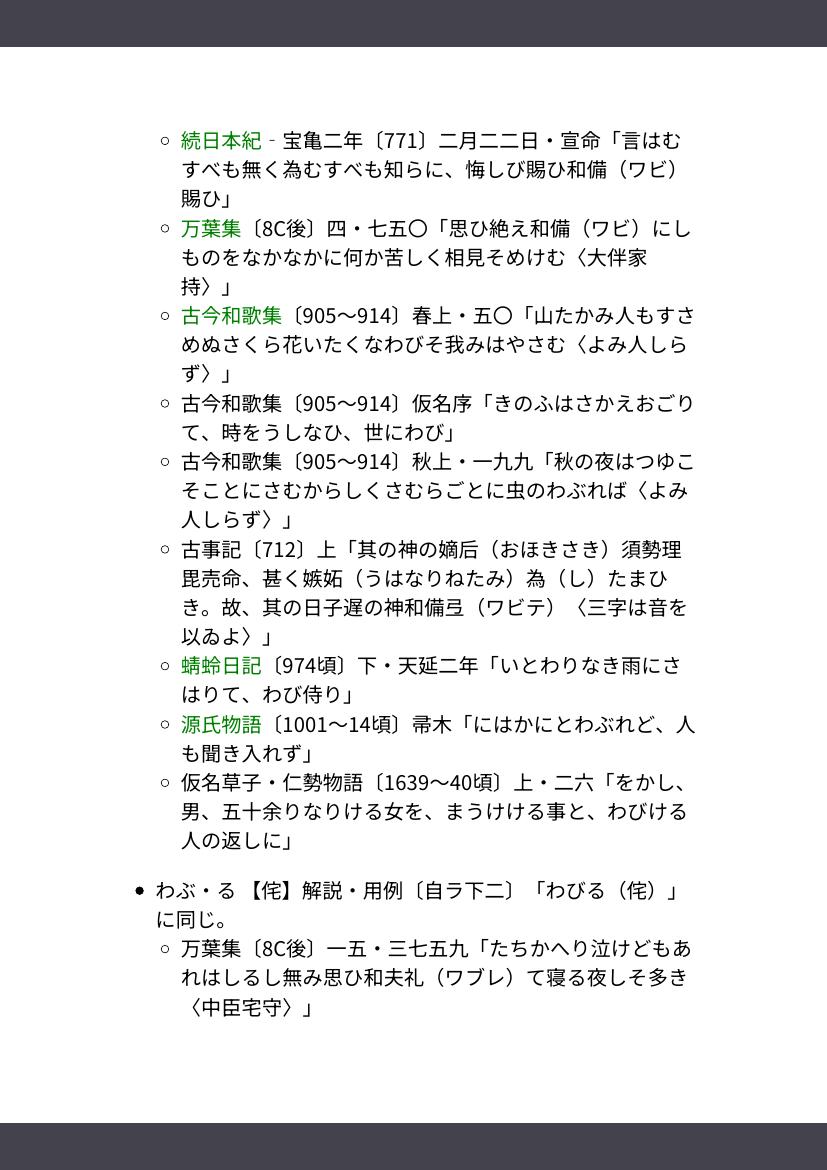 続日本紀‐宝亀二年〔771〕二月二二日・宣命「言はむ
すべも無く為むすべも知らに、悔しび賜ひ和備（ワビ）
賜ひ」
万葉集〔8C後〕四・七五〇「思ひ絶え和備（ワビ）にし
ものをなかなかに何か苦しく相見そめけむ〈大伴家
持〉」
古今和歌集〔905～914〕春上・五〇「山たかみ人もすさ
めぬさくら花いたくなわびそ我みはやさむ〈よみ人しら
ず〉」
古今和歌集〔905～914〕仮名序「きのふはさかえおごり
て、時をうしなひ、世にわび」
古今和歌集〔905～914〕秋上・一九九「秋の夜はつゆこ
そことにさむからしくさむらごとに虫のわぶれば〈よみ
人しらず〉」
古事記〔712〕上「其の神の嫡后（おほきさき）須勢理
毘売命、甚く嫉妬（うはなりねたみ）為（し）たまひ
き。故、其の日子遅の神和備弖（ワビテ）〈三字は音を
以ゐよ〉」
蜻蛉日記〔974頃〕下・天延二年「いとわりなき雨にさ
はりて、わび侍り」
源氏物語〔1001～14頃〕帚木「にはかにとわぶれど、人
も聞き入れず」
仮名草子・仁勢物語〔1639～40頃〕上・二六「をかし、
男、五十余りなりける女を、まうけける事と、わびける
人の返しに」
わぶ・る 【侘】解説・用例〔自ラ下二〕「わびる（侘）」
に同じ。
万葉集〔8C後〕一五・三七五九「たちかへり泣けどもあ
れはしるし無み思ひ和夫礼（ワブレ）て寝る夜しそ多き
〈中臣宅守〉」